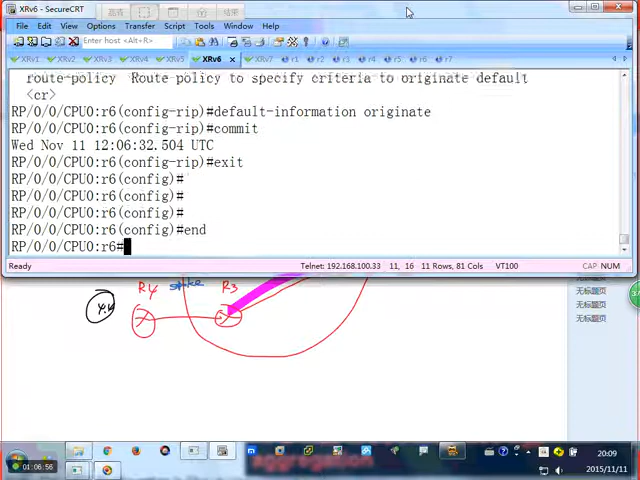 XRv6 - SecureCRT
File Edit View Options Transfer Script Tools Window Help
Enter host <Alt+R>
XRv1 XRv5 XRv6 XRv7 r1 r2 r3 r4 r5 r6 r7
route-policy Route policy to specify criteria to originate default
<cr>
RP/0/0/CPU0:r6(config-rip)#default-information originate
RP/0/0/CPU0:r6(config-rip)#commit
Wed Nov 11 12:06:32.504 UTC
RP/0/0/CPU0:r6(config-rip)#exit
RP/0/0/CPU0:r6(config)#
RP/0/0/CPU0:r6(config)#
RP/0/0/CPU0:r6(config)#
RP/0/0/CPU0:r6(config)#end
RP/0/0/CPU0:r6#
Ready Telnet: 192.168.100.33 11, 16 11 Rows, 81 Cols VT100 CAP NUM
R4 spoke R3
4.4
无标题页
无标题页
无标题页
37
01:06:56
aggregation
20:09
2015/11/11